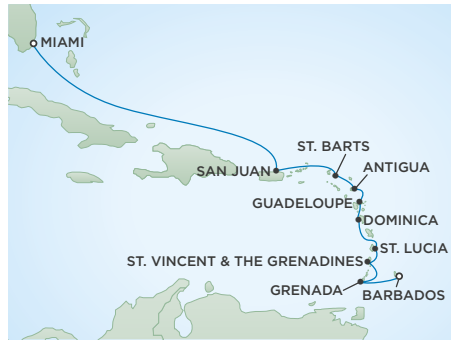 MIAMI
ST. BARTS
SAN JUAN
ANTIGUA
GUADELOUPE
DOMINICA
ST. LUCIA
ST. VINCENT & THE GRENADINES
GRENADA
BARBADOS